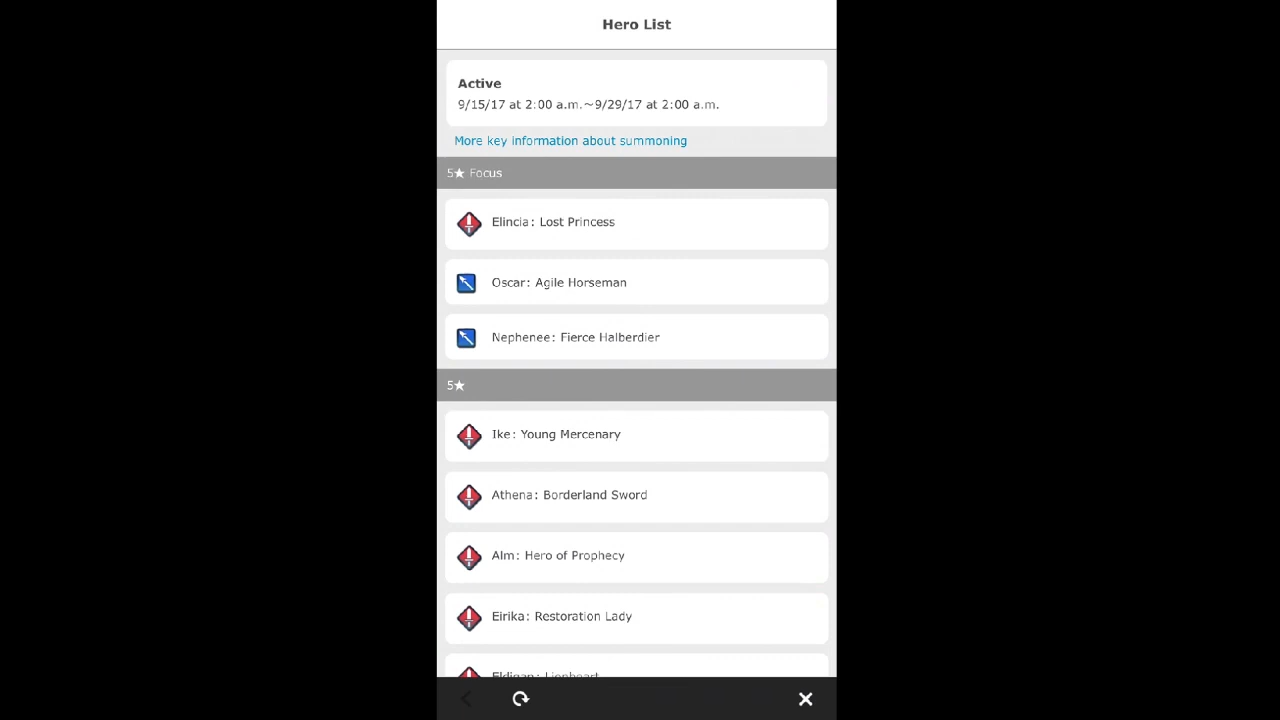 Hero List
Active
9/15/17 at 2:00 a.m.~9/29/17 at 2:00 a.m.
More key information about summoning
5★ Focus
Elincia: Lost Princess
Oscar: Agile Horseman
Nephenee: Fierce Halberdier
5★
Ike: Young Mercenary
Athena: Borderland Sword
Alm: Hero of Prophecy
Eirika: Restoration Lady
Eldigan: Lionheart